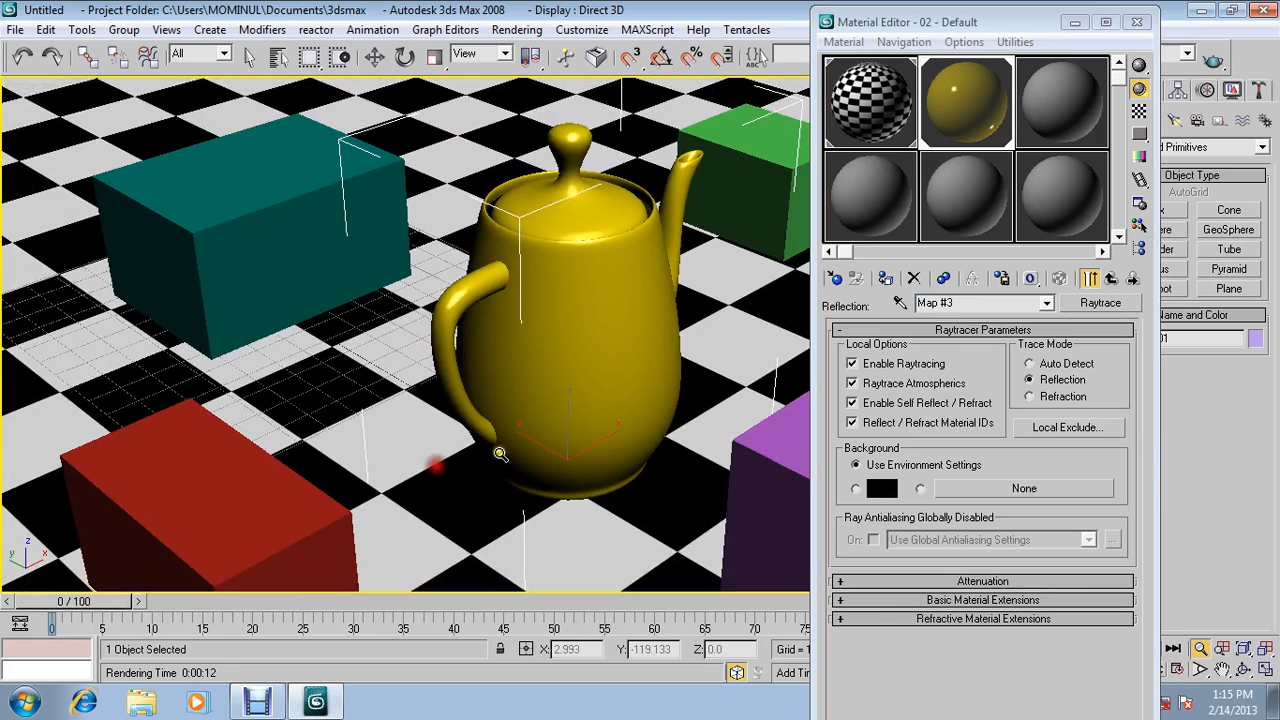 Untitled - Project Folder: C:\Users\MOMINUL\Documents\3dsmax - Autodesk 3ds Max 2008 - Display : Direct 3D
File Edit Tools Group Views Create Modifiers reactor Animation Graph Editors Rendering Customize MAXScript Help Tentacles
All View
Material Editor - 02 - Default
Material Navigation Options Utilities
Reflection: Map #3 Raytrace
- Raytracer Parameters
Local Options
Enable Raytracing
Raytrace Atmospherics
Enable Self Reflect / Refract
Reflect / Refract Material IDs
Trace Mode
Auto Detect
Reflection
Refraction
Local Exclude...
Background
Use Environment Settings
None
Ray Antialiasing Globally Disabled
On: Use Global Antialiasing Settings ...
+ Attenuation
+ Basic Material Extensions
+ Refractive Material Extensions
Primitives
Object Type
AutoGrid
Cone
GeoSphere
Tube
Pyramid
Plane
Name and Color
z
y x
0 / 100
0 5 10 15 20 25 30 35 40 45 50 55 60 65 70 75
1 Object Selected X: 2.993 Y: -119.133 Z: 0.0 Grid = 1
Rendering Time 0:00:12 Add Tim
1:15 PM
2/14/2013